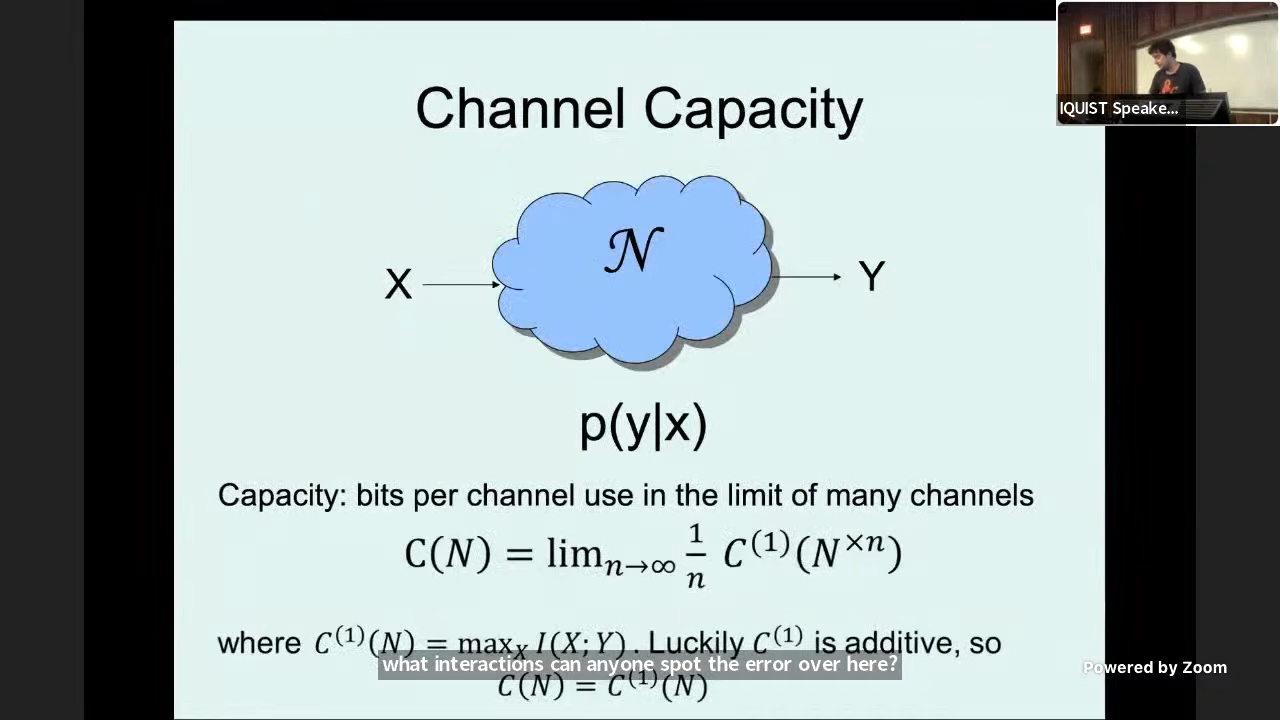 Channel Capacity
IQUIST Speake...
𝒩
X
Y
p(y|x)
Capacity: bits per channel use in the limit of many channels
C(N) = lim_{n→∞} \frac{1}{n} C^{(1)}(N^{×n})
where C^{(1)}(N) = max_X I(X;Y). Luckily C^{(1)} is additive, so
what interactions can anyone spot the error over here?
Powered by Zoom
C(N) = C^{(1)}(N)